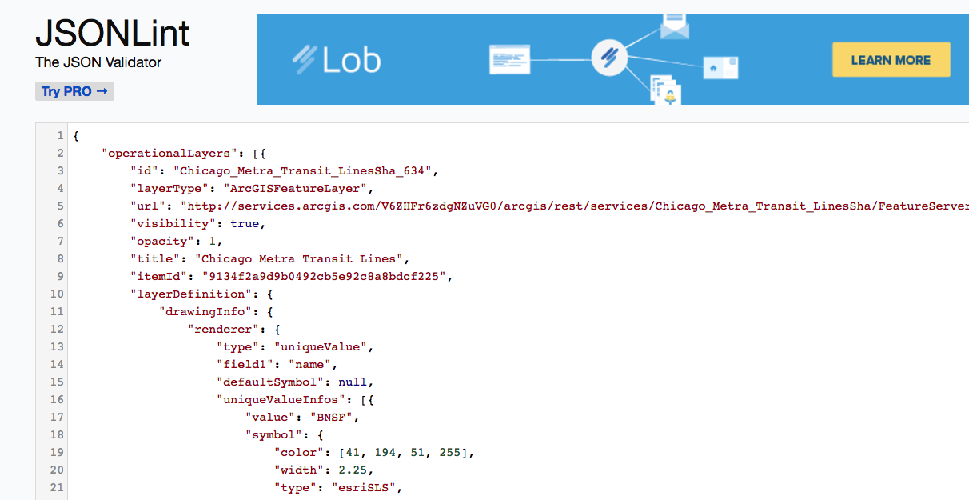 JSONLint
The JSON Validator
Try PRO →
Lob
LEARN MORE
1 {
2 "operationalLayers": [{
3 "id": "Chicago_Metra_Transit_LinesSha_634",
4 "layerType": "ArcGISFeatureLayer",
5 "url": "http://services.arcgis.com/V6ZHFr6zdgNZuVG0/arcgis/rest/services/Chicago_Metra_Transit_LinesSha/FeatureServer
6 "visibility": true,
7 "opacity": 1,
8 "title": "Chicago Metra Transit Lines",
9 "itemId": "9134f2a9d9b0492cb5e92c8a8bdcf225",
10 "layerDefinition": {
11 "drawingInfo": {
12 "renderer": {
13 "type": "uniqueValue",
14 "field1": "name",
15 "defaultSymbol": null,
16 "uniqueValueInfos": [{
17 "value": "BNSF",
18 "symbol": {
19 "color": [41, 194, 51, 255],
20 "width": 2.25,
21 "type": "esriSLS",